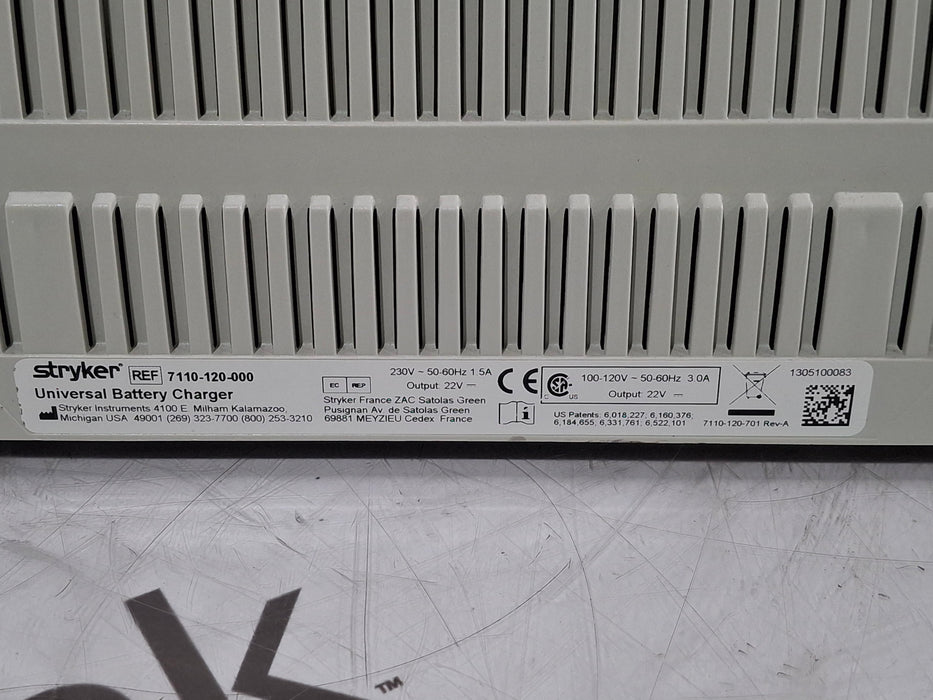 stryker® REF 7110-120-000
Universal Battery Charger
Stryker Instruments 4100 E. Milham Kalamazoo,
Michigan USA 49001 (269) 323-7700 (800) 253-3210
EC REP
230V ~ 50-60Hz 1.5A
Output: 22V
Stryker France ZAC Satolas Green
Pusignan Av. de Satolas Green
69881 MEYZIEU Cedex France
CE
i
C US
100-120V ~ 50-60Hz 3.0A
Output: 22V
US Patents: 6,018,227; 6,160,376;
6,184,655; 6,331,761; 6,522,101
7110-120-701 Rev-A
1305100083
K™